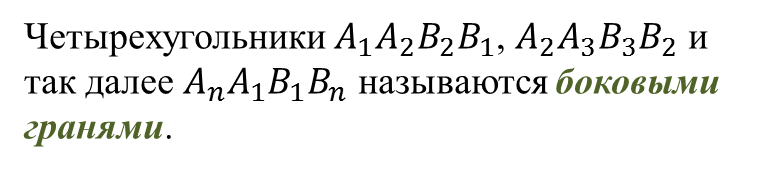 Четырехугольники A₁A₂B₂B₁, A₂A₃B₃B₂ и
так далее AₙA₁B₁Bₙ называются боковыми
гранями.